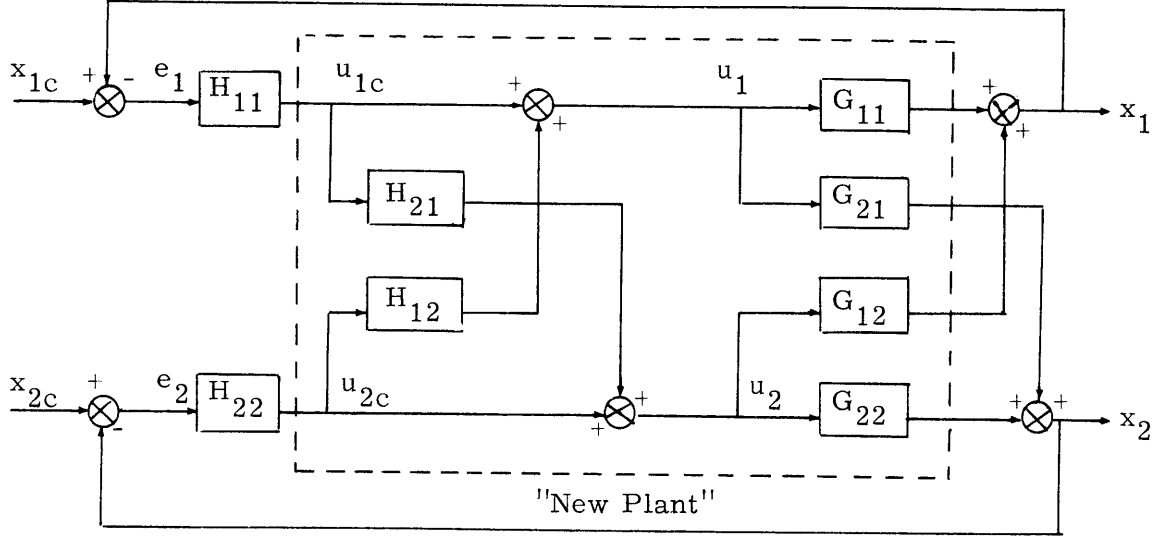 x1c + - e1 H11 u1c + + u1 G11 + + x1
H21 G21
H12 G12
x2c + - e2 H22 u2c + + u2 G22 + + x2
"New Plant"